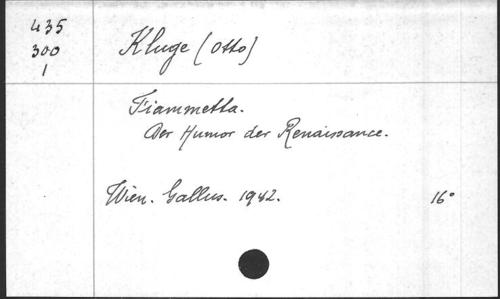 435
300
1
Kluge (Otto)
Fiammetta.
Der Humor der Renaissance.
Wien. Gallus. 1942. 16°